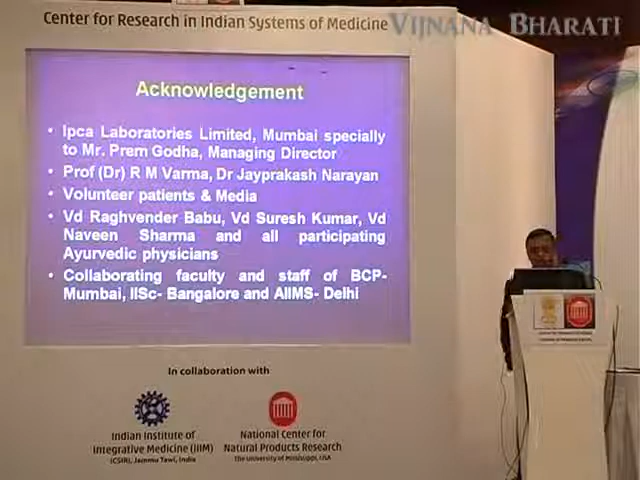 Center for Research in Indian Systems of Medicine
VIJNANA BHARATI
Acknowledgement
• Ipca Laboratories Limited, Mumbai specially
to Mr. Prem Godha, Managing Director
• Prof (Dr) R M Varma, Dr Jayprakash Narayan
• Volunteer patients & Media
• Vd Raghvender Babu, Vd Suresh Kumar, Vd
Naveen Sharma and all participating
Ayurvedic physicians
• Collaborating faculty and staff of BCP-
Mumbai, IISc- Bangalore and AIIMS- Delhi
In collaboration with
Indian Institute of
Integrative Medicine (IIIM)
(CSIR), Jammu Tawi, India
National Center for
Natural Products Research
The University of Mississippi, USA